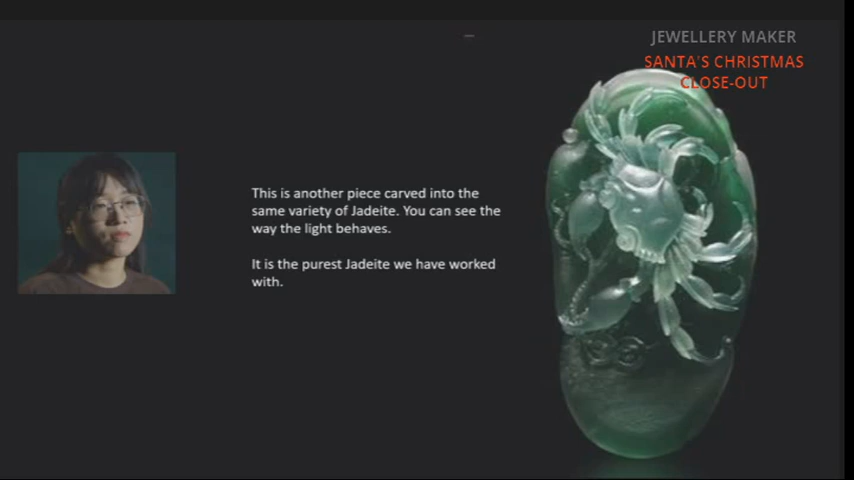 JEWELLERY MAKER
SANTA'S CHRISTMAS
CLOSE-OUT
This is another piece carved into the
same variety of Jadeite. You can see the
way the light behaves.
It is the purest Jadeite we have worked
with.